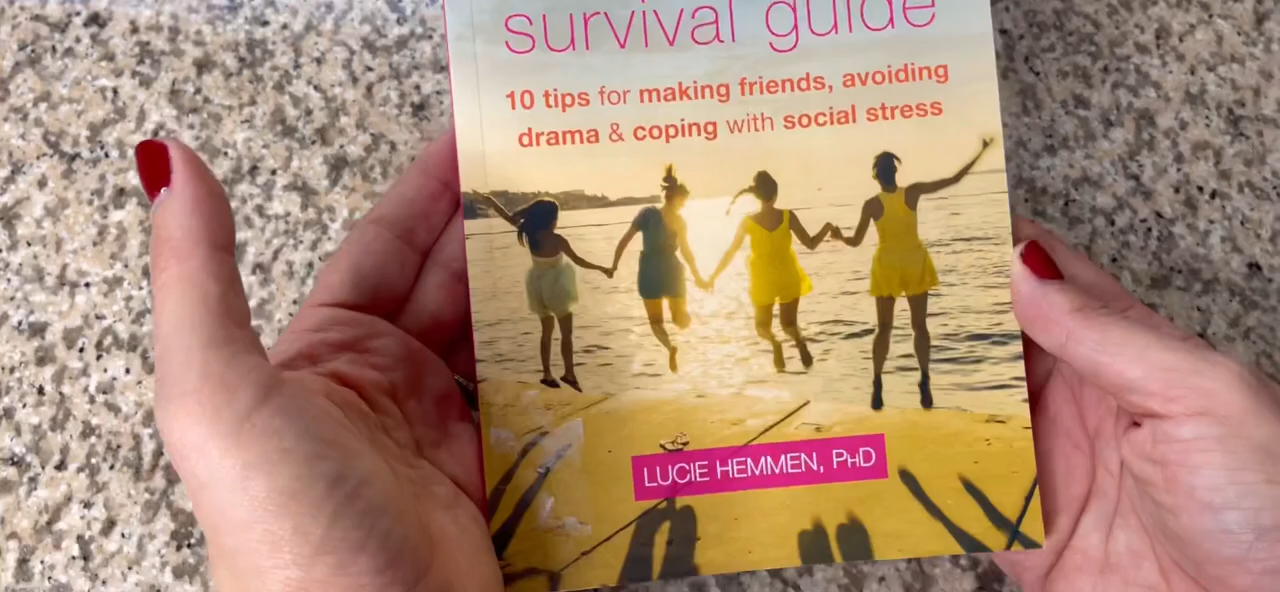 survival guide
10 tips for making friends, avoiding
drama & coping with social stress
LUCIE HEMMEN, PHD